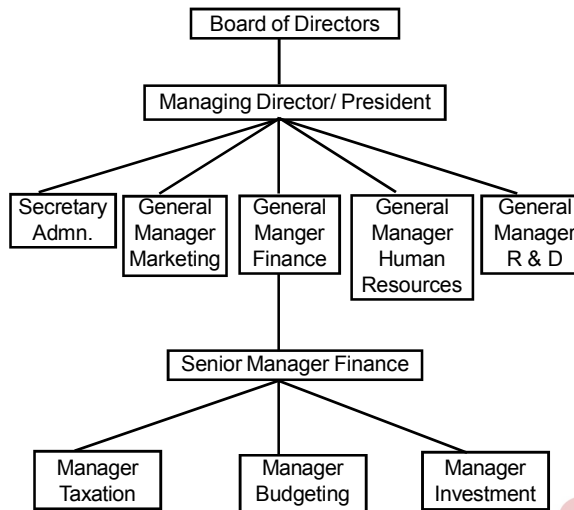 Board of Directors
Managing Director/ President
Secretary
Admn.
General
Manager
Marketing
General
Manger
Finance
General
Manager
Human
Resources
General
Manager
R & D
Senior Manager Finance
Manager
Taxation
Manager
Budgeting
Manager
Investment